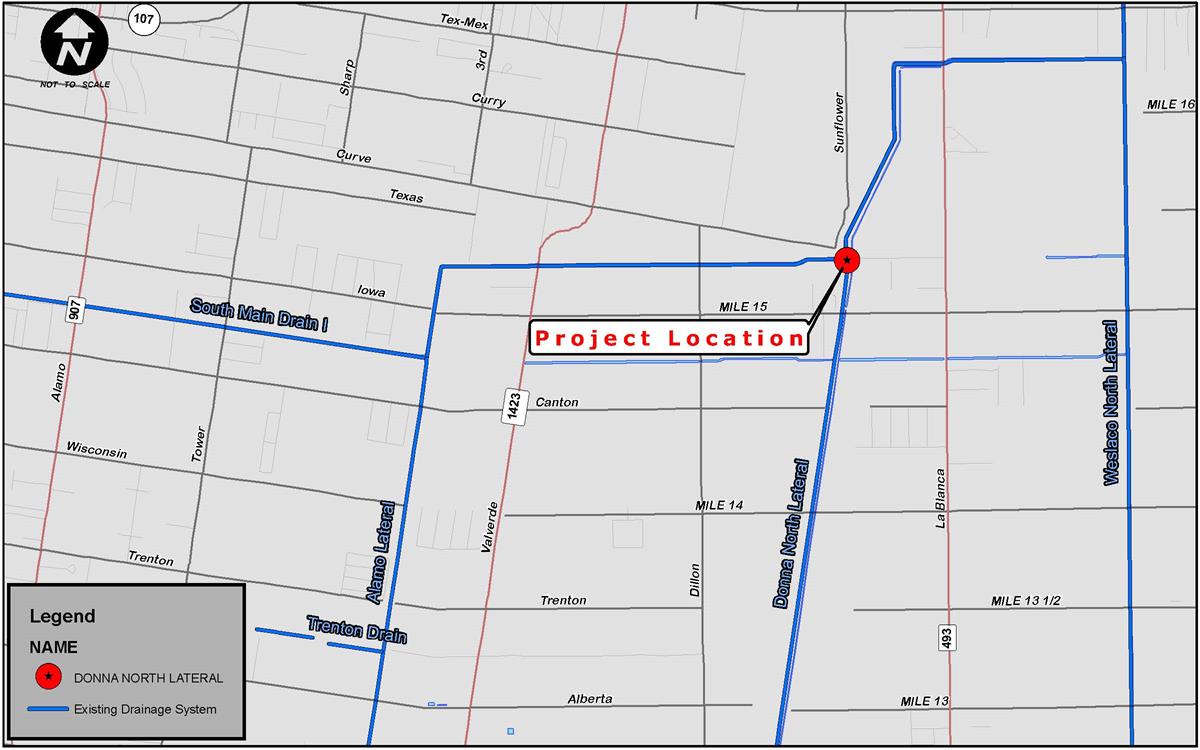 107
Tex-Mex
N
NOT TO SCALE
Sharp
3rd
Curry
Sunflower
MILE 16
Curve
Texas
Iowa
South Main Drain I
907
MILE 15
Project Location
Alamo
1423
Canton
Weslaco North Lateral
Tower
Wisconsin
Donna North Lateral
La Blanca
MILE 14
Valverde
Alamo Lateral
Trenton
Dillon
Trenton
MILE 13 1/2
Trenton Drain
493
Alberta
MILE 13
Legend
NAME
DONNA NORTH LATERAL
Existing Drainage System